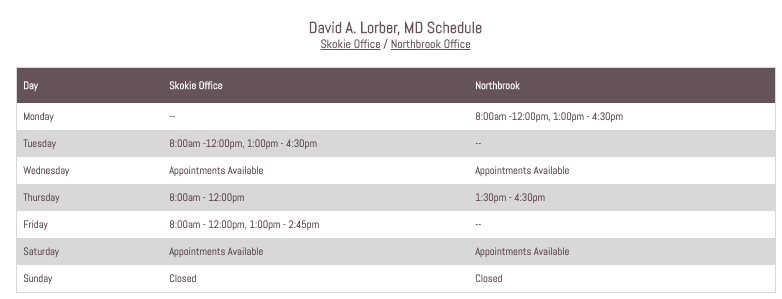 David A. Lorber, MD Schedule
Skokie Office / Northbrook Office
Day Skokie Office Northbrook
Monday -- 8:00am -12:00pm, 1:00pm - 4:30pm
Tuesday 8:00am -12:00pm, 1:00pm - 4:30pm --
Wednesday Appointments Available Appointments Available
Thursday 8:00am - 12:00pm 1:30pm - 4:30pm
Friday 8:00am - 12:00pm, 1:00pm - 2:45pm --
Saturday Appointments Available Appointments Available
Sunday Closed Closed